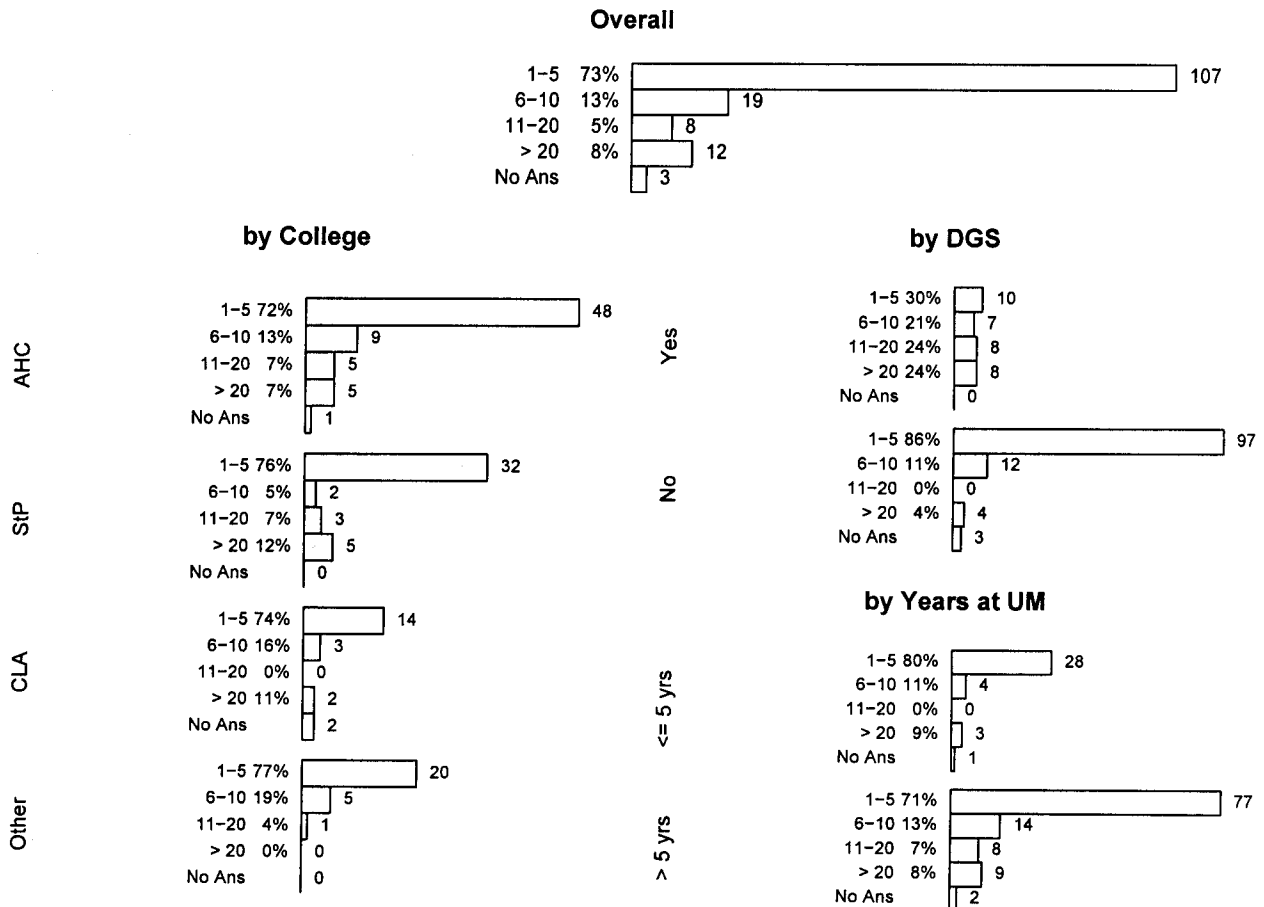 Overall
1−5 73% 107
6−10 13% 19
11−20 5% 8
> 20 8% 12
No Ans 3
by College
AHC
1−5 72% 48
6−10 13% 9
11−20 7% 5
> 20 7% 5
No Ans 1
StP
1−5 76% 32
6−10 5% 2
11−20 7% 3
> 20 12% 5
No Ans 0
CLA
1−5 74% 14
6−10 16% 3
11−20 0% 0
> 20 11% 2
No Ans 2
Other
1−5 77% 20
6−10 19% 5
11−20 4% 1
> 20 0% 0
No Ans 0
by DGS
Yes
1−5 30% 10
6−10 21% 7
11−20 24% 8
> 20 24% 8
No Ans 0
No
1−5 86% 97
6−10 11% 12
11−20 0% 0
> 20 4% 4
No Ans 3
by Years at UM
<= 5 yrs
1−5 80% 28
6−10 11% 4
11−20 0% 0
> 20 9% 3
No Ans 1
> 5 yrs
1−5 71% 77
6−10 13% 14
11−20 7% 8
> 20 8% 9
No Ans 2